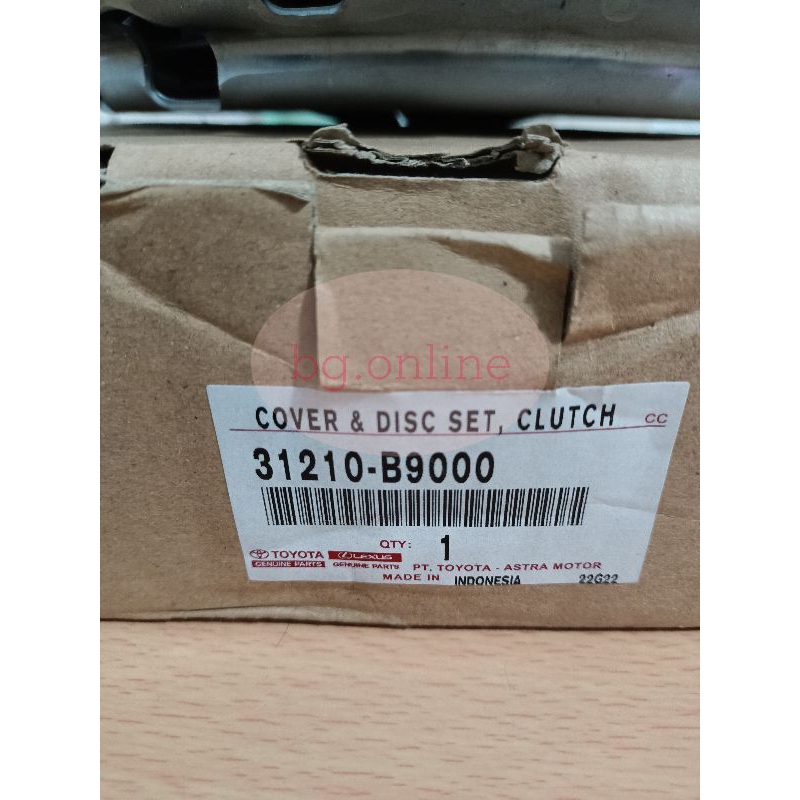 bg.online
COVER & DISC SET, CLUTCH CC
31210-B9000
QTY: 1
TOYOTA LEXUS
GENUINE PARTS GENUINE PARTS PT. TOYOTA - ASTRA MOTOR
MADE IN INDONESIA 22G22